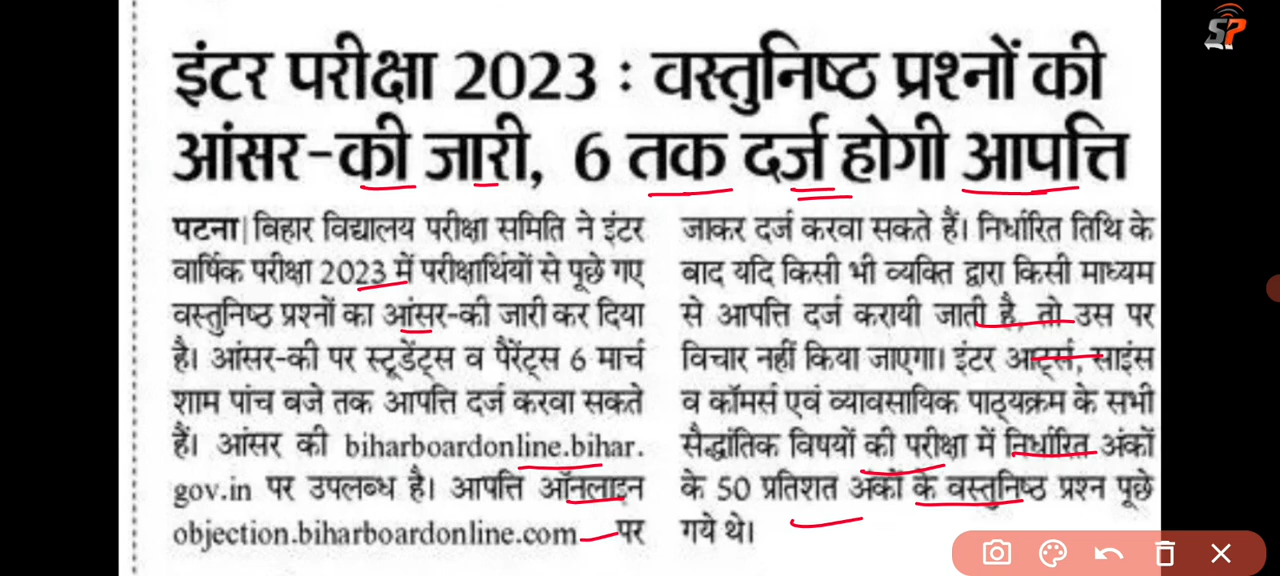 SP
इंटर परीक्षा 2023 : वस्तुनिष्ठ प्रश्नों की
आंसर-की जारी, 6 तक दर्ज होगी आपत्ति
पटना| बिहार विद्यालय परीक्षा समिति ने इंटर
वार्षिक परीक्षा 2023 में परीक्षार्थियों से पूछे गए
वस्तुनिष्ठ प्रश्नों का आंसर-की जारी कर दिया
है। आंसर-की पर स्टूडेंट्स व पैरेंट्स 6 मार्च
शाम पांच बजे तक आपत्ति दर्ज करवा सकते
हैं। आंसर की biharboardonline.bihar.
gov.in पर उपलब्ध है। आपत्ति ऑनलाइन
objection.biharboardonline.com पर
जाकर दर्ज करवा सकते हैं। निर्धारित तिथि के
बाद यदि किसी भी व्यक्ति द्वारा किसी माध्यम
से आपत्ति दर्ज करायी जाती है, तो उस पर
विचार नहीं किया जाएगा। इंटर आर्ट्स, साइंस
व कॉमर्स एवं व्यावसायिक पाठ्यक्रम के सभी
सैद्धांतिक विषयों की परीक्षा में निर्धारित अंकों
के 50 प्रतिशत अंकों के वस्तुनिष्ठ प्रश्न पूछे
गये थे।